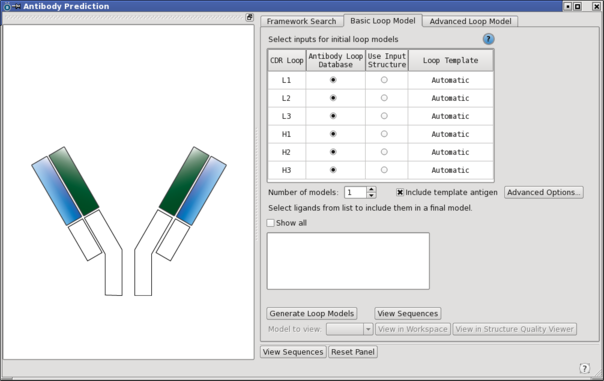 Antibody Prediction
Framework Search Basic Loop Model Advanced Loop Model
Select inputs for initial loop models ?
CDR Loop Antibody Loop Database Use Input Structure Loop Template
L1 Automatic
L2 Automatic
L3 Automatic
H1 Automatic
H2 Automatic
H3 Automatic
Number of models: 1 Include template antigen Advanced Options...
Select ligands from list to include them in a final model.
Show all
Generate Loop Models View Sequences
Model to view: View in Workspace View in Structure Quality Viewer
View Sequences Reset Panel
?